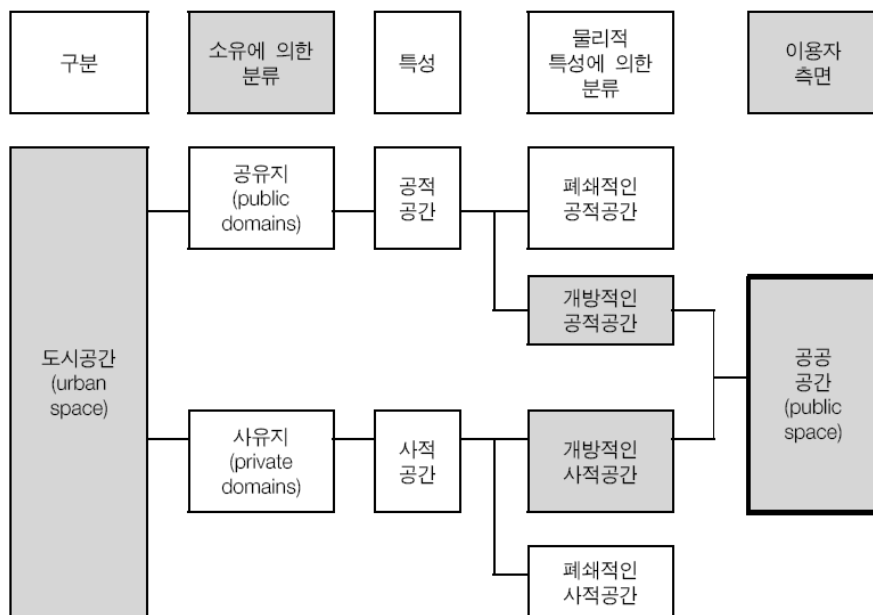 구분
소유에 의한
분류
특성
물리적
특성에 의한
분류
이용자
측면
도시공간
(urban
space)
공유지
(public
domains)
공적
공간
폐쇄적인
공적공간
개방적인
공적공간
사유지
(private
domains)
사적
공간
개방적인
사적공간
폐쇄적인
사적공간
공공
공간
(public
space)